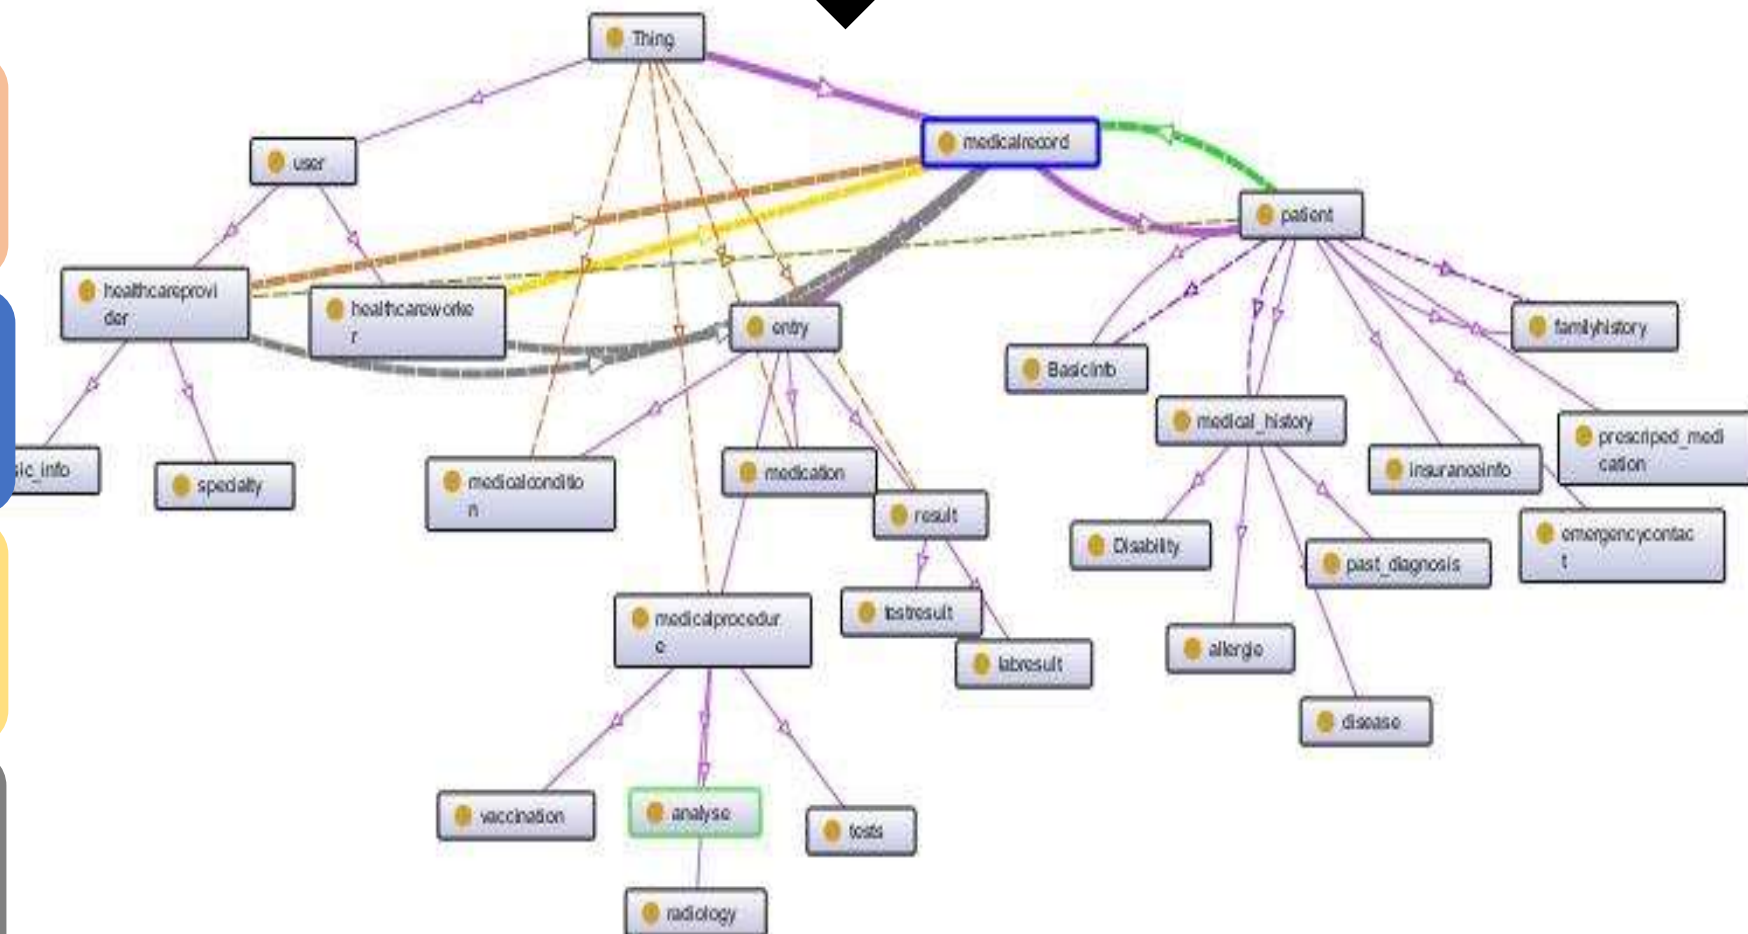 Thing
medicalrecord
user
patient
healthcareprovi
der
healthcareworke
r
entry
familyhistory
BasicInfo
medical_history
prescriped_medi
cation
insuranceinfo
sic_info
specialty
medicalconditio
n
medication
result
emergencycontac
t
Disability
past_diagnosis
testresult
medicalprocedur
e
labresult
allergie
disease
vaccination
analyse
tests
radiology